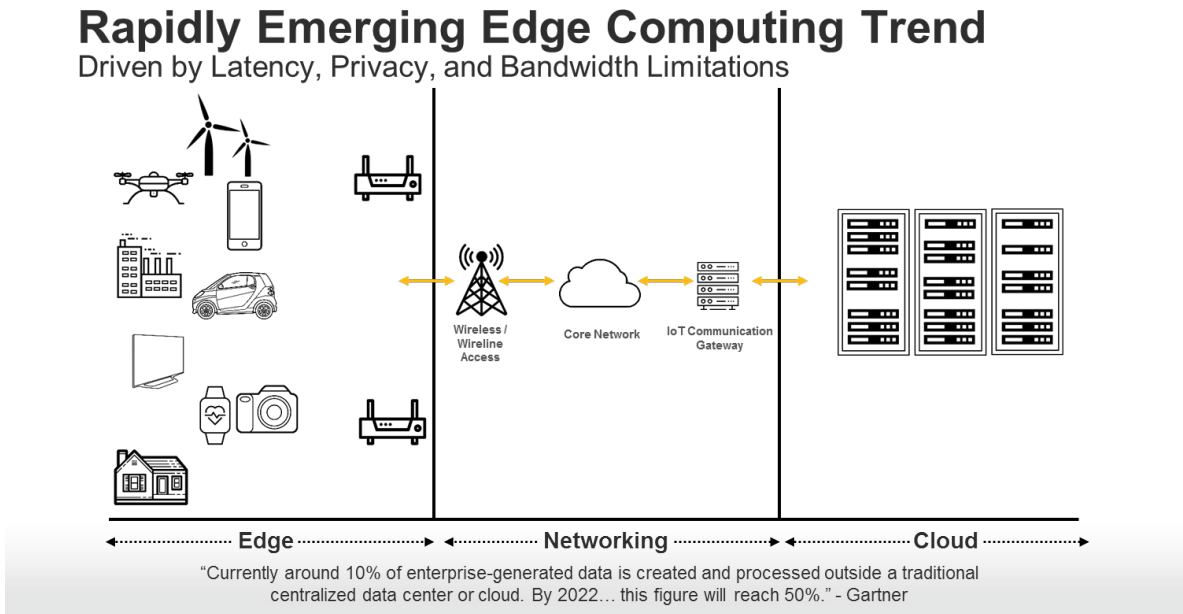 Rapidly Emerging Edge Computing Trend
Driven by Latency, Privacy, and Bandwidth Limitations
Wireless /
Wireline
Access
Core Network
IoT Communication
Gateway
Edge
Networking
Cloud
“Currently around 10% of enterprise-generated data is created and processed outside a traditional
centralized data center or cloud. By 2022… this figure will reach 50%.” - Gartner